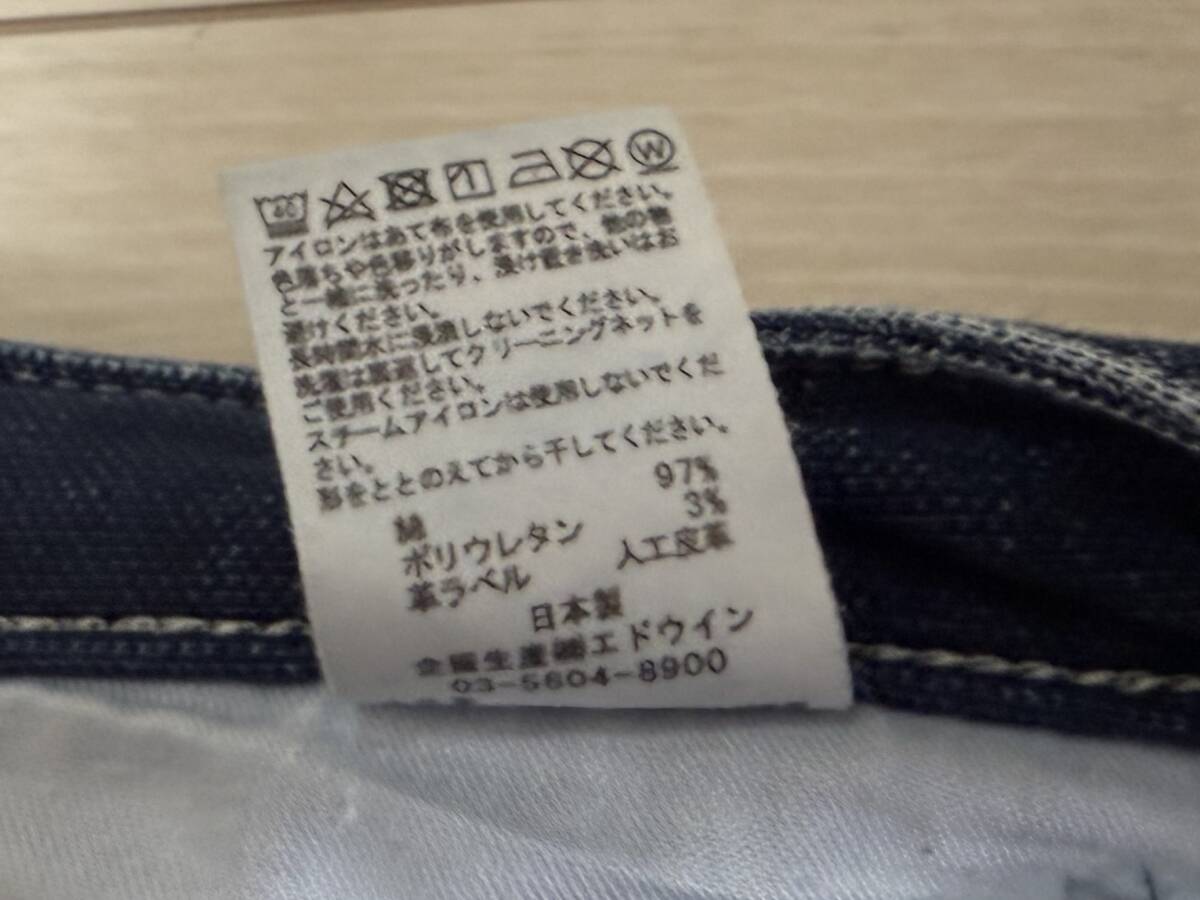 40
W
アイロンはあて布を使用してください。
色落ちや色移りがしますので、他の物
と一緒に洗ったり、浸け置き洗いはお
避けください。
長時間水に浸漬しないでください。
洗濯は裏返してクリーニングネットを
ご使用ください。
スチームアイロンは使用しないでくだ
さい。
形をととのえてから干してください。
綿 97%
ポリウレタン 3%
革ラベル 人工皮革
日本製
企画生産㈱エドウイン
03-5604-8900